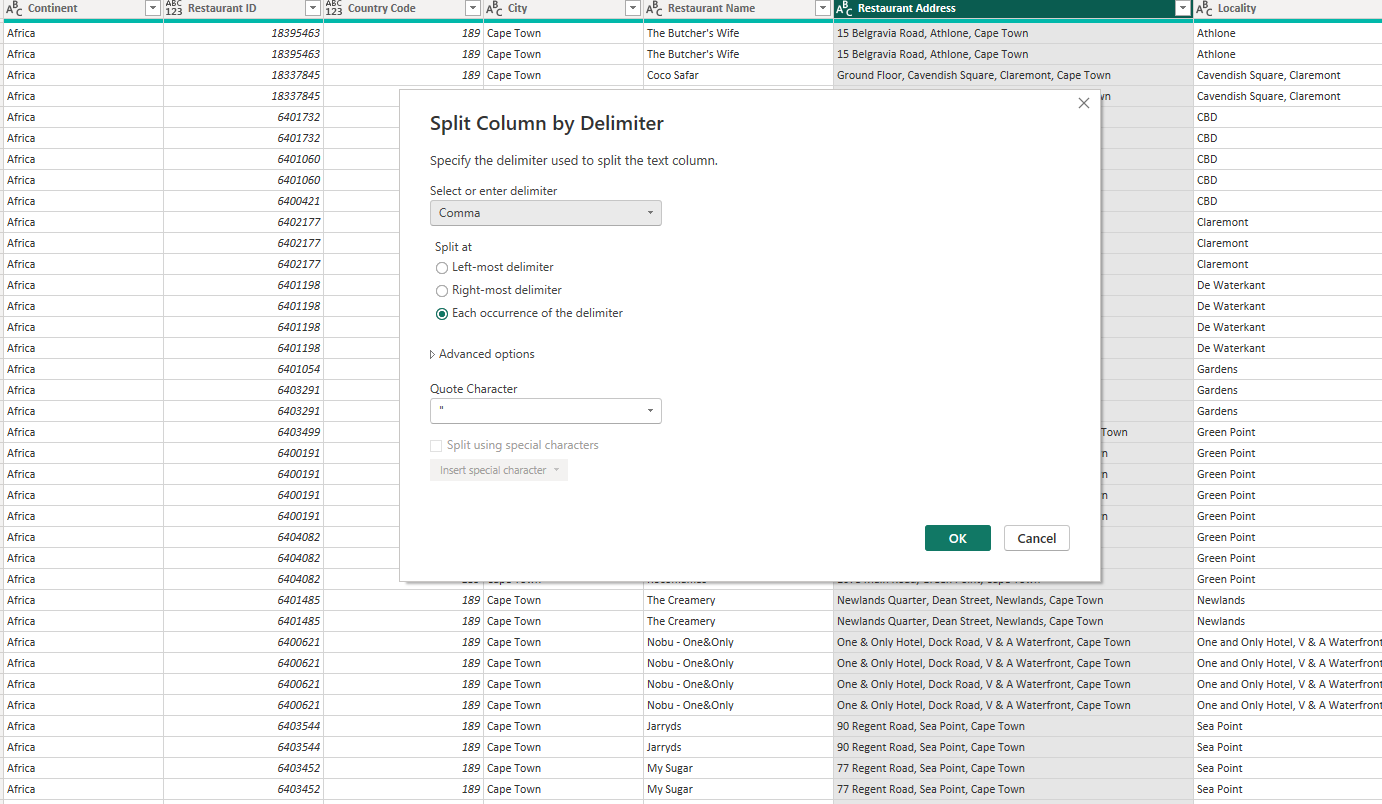 ABC Continent ABC 123 Restaurant ID ABC 123 Country Code ABC City ABC Restaurant Name ABC Restaurant Address ABC Locality
Africa 18395463 189 Cape Town The Butcher's Wife 15 Belgravia Road, Athlone, Cape Town Athlone
Africa 18395463 189 Cape Town The Butcher's Wife 15 Belgravia Road, Athlone, Cape Town Athlone
Africa 18337845 189 Cape Town Coco Safar Ground Floor, Cavendish Square, Claremont, Cape Town Cavendish Square, Claremont
Africa 18337845 wn Cavendish Square, Claremont
Africa 6401732 CBD
Africa 6401732 CBD
Africa 6401060 CBD
Africa 6401060 CBD
Africa 6400421 CBD
Africa 6402177 Claremont
Africa 6402177 Claremont
Africa 6402177 Claremont
Africa 6401198 De Waterkant
Africa 6401198 De Waterkant
Africa 6401198 De Waterkant
Africa 6401198 De Waterkant
Africa 6401054 Gardens
Africa 6403291 Gardens
Africa 6403291 Gardens
Africa 6403499 Town Green Point
Africa 6400191 n Green Point
Africa 6400191 n Green Point
Africa 6400191 n Green Point
Africa 6400191 n Green Point
Africa 6404082 Green Point
Africa 6404082 Green Point
Africa 6404082 Green Point
Africa 6401485 189 Cape Town The Creamery Newlands Quarter, Dean Street, Newlands, Cape Town Newlands
Africa 6401485 189 Cape Town The Creamery Newlands Quarter, Dean Street, Newlands, Cape Town Newlands
Africa 6400621 189 Cape Town Nobu - One&Only One & Only Hotel, Dock Road, V & A Waterfront, Cape Town One and Only Hotel, V & A Waterfront
Africa 6400621 189 Cape Town Nobu - One&Only One & Only Hotel, Dock Road, V & A Waterfront, Cape Town One and Only Hotel, V & A Waterfront
Africa 6400621 189 Cape Town Nobu - One&Only One & Only Hotel, Dock Road, V & A Waterfront, Cape Town One and Only Hotel, V & A Waterfront
Africa 6400621 189 Cape Town Nobu - One&Only One & Only Hotel, Dock Road, V & A Waterfront, Cape Town One and Only Hotel, V & A Waterfront
Africa 6403544 189 Cape Town Jarryds 90 Regent Road, Sea Point, Cape Town Sea Point
Africa 6403544 189 Cape Town Jarryds 90 Regent Road, Sea Point, Cape Town Sea Point
Africa 6403452 189 Cape Town My Sugar 77 Regent Road, Sea Point, Cape Town Sea Point
Africa 6403452 189 Cape Town My Sugar 77 Regent Road, Sea Point, Cape Town Sea Point
Split Column by Delimiter
Specify the delimiter used to split the text column.
Select or enter delimiter
Comma
Split at
Left-most delimiter
Right-most delimiter
Each occurrence of the delimiter
Advanced options
Quote Character
"
Split using special characters
Insert special character
OK Cancel